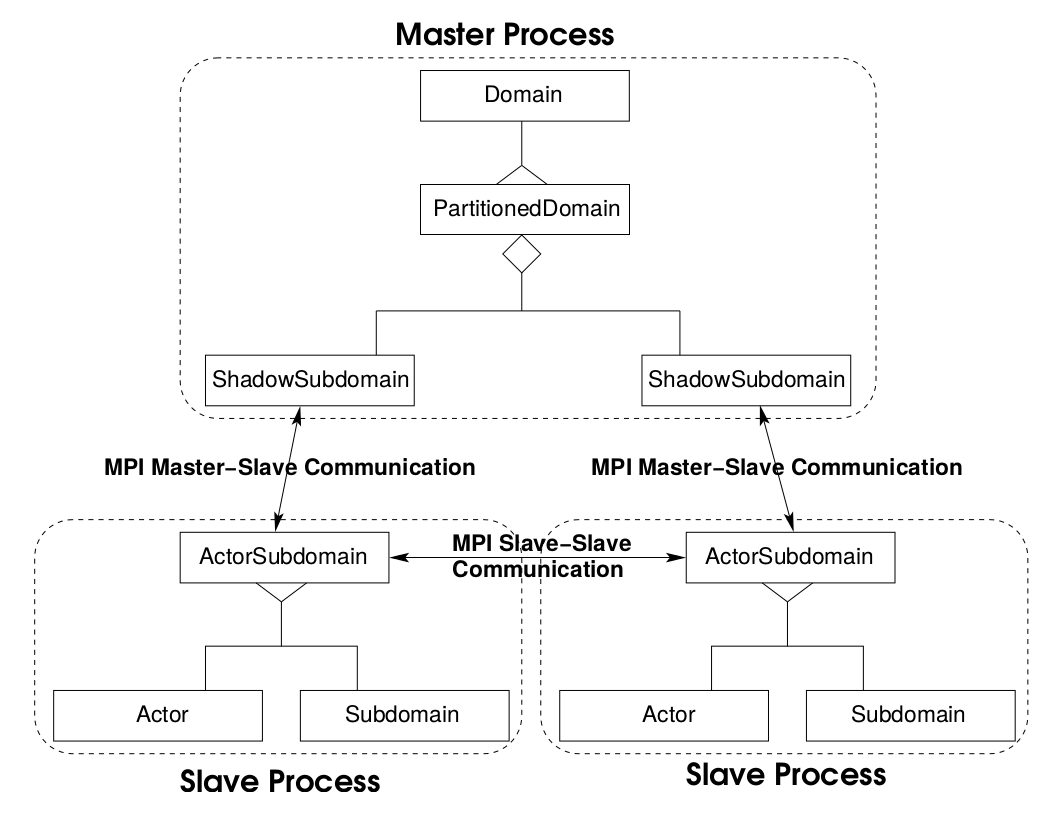 Master Process
Domain
PartitionedDomain
ShadowSubdomain
ShadowSubdomain
MPI Master−Slave Communication
MPI Master−Slave Communication
ActorSubdomain
MPI Slave−Slave
Communication
ActorSubdomain
Actor
Subdomain
Actor
Subdomain
Slave Process
Slave Process